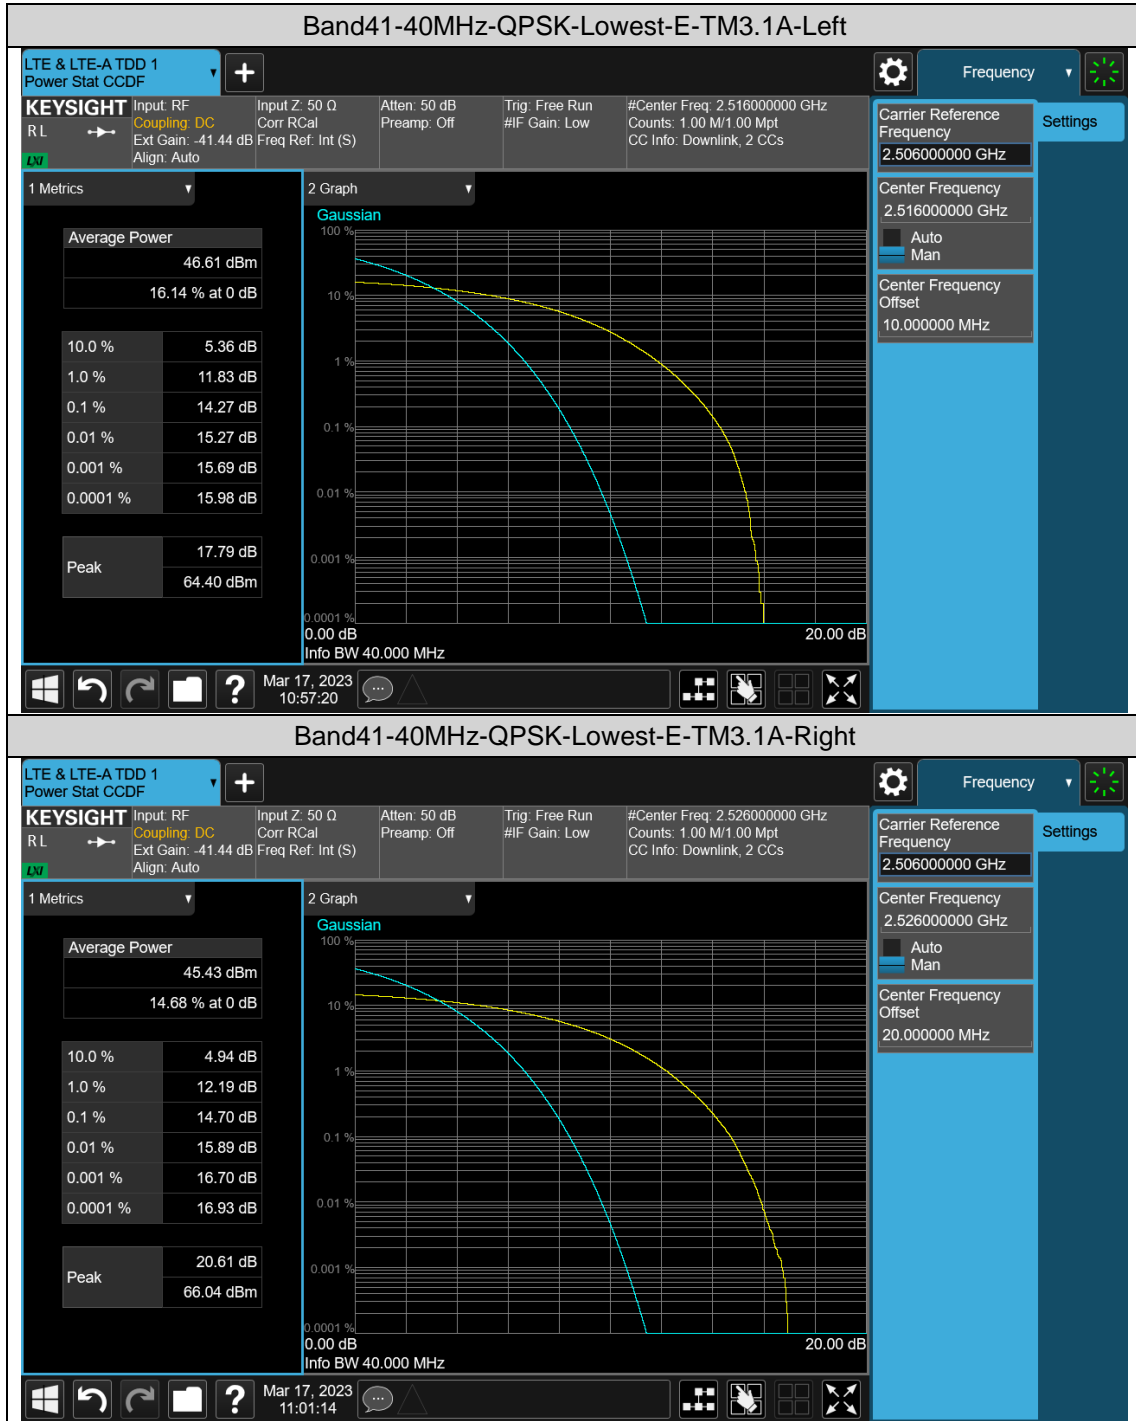 Band41-40MHz-QPSK-Lowest-E-TM3.1A-Left
LTE & LTE-A TDD 1
Power Stat CCDF
Frequency
KEYSIGHT
RL
LXI
Input: RF
Coupling: DC
Ext Gain: -41.44 dB
Align: Auto
Input Z: 50 Ω
Corr RCal
Freq Ref: Int (S)
Atten: 50 dB
Preamp: Off
Trig: Free Run
#IF Gain: Low
#Center Freq: 2.516000000 GHz
Counts: 1.00 M/1.00 Mpt
CC Info: Downlink, 2 CCs
Carrier Reference
Frequency
2.506000000 GHz
Settings
Center Frequency
2.516000000 GHz
Auto
Man
Center Frequency
Offset
10.000000 MHz
1 Metrics
Average Power
46.61 dBm
16.14 % at 0 dB
10.0 % 5.36 dB
1.0 % 11.83 dB
0.1 % 14.27 dB
0.01 % 15.27 dB
0.001 % 15.69 dB
0.0001 % 15.98 dB
Peak
17.79 dB
64.40 dBm
2 Graph
Gaussian
100 %
10 %
1 %
0.1 %
0.01 %
0.001 %
0.0001 %
0.00 dB 20.00 dB
Info BW 40.000 MHz
Mar 17, 2023
10:57:20
Band41-40MHz-QPSK-Lowest-E-TM3.1A-Right
LTE & LTE-A TDD 1
Power Stat CCDF
Frequency
KEYSIGHT
RL
LXI
Input: RF
Coupling: DC
Ext Gain: -41.44 dB
Align: Auto
Input Z: 50 Ω
Corr RCal
Freq Ref: Int (S)
Atten: 50 dB
Preamp: Off
Trig: Free Run
#IF Gain: Low
#Center Freq: 2.526000000 GHz
Counts: 1.00 M/1.00 Mpt
CC Info: Downlink, 2 CCs
Carrier Reference
Frequency
2.506000000 GHz
Settings
Center Frequency
2.526000000 GHz
Auto
Man
Center Frequency
Offset
20.000000 MHz
1 Metrics
Average Power
45.43 dBm
14.68 % at 0 dB
10.0 % 4.94 dB
1.0 % 12.19 dB
0.1 % 14.70 dB
0.01 % 15.89 dB
0.001 % 16.70 dB
0.0001 % 16.93 dB
Peak
20.61 dB
66.04 dBm
2 Graph
Gaussian
100 %
10 %
1 %
0.1 %
0.01 %
0.001 %
0.0001 %
0.00 dB 20.00 dB
Info BW 40.000 MHz
Mar 17, 2023
11:01:14